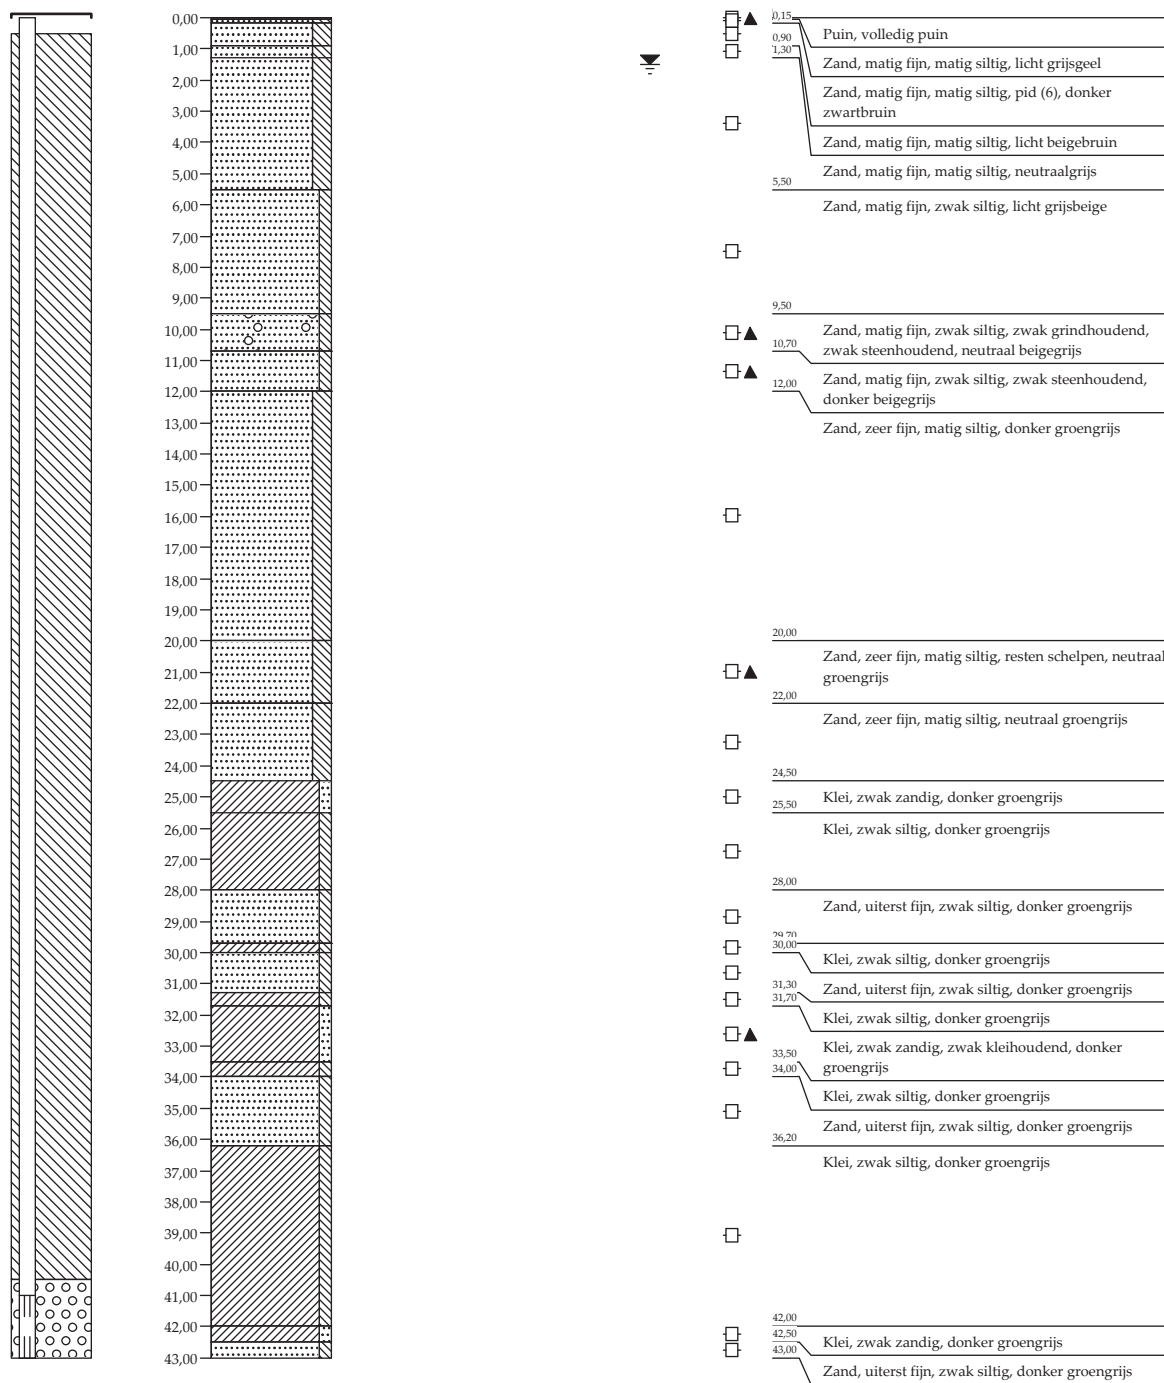 0,00
1,00
2,00
3,00
4,00
5,00
6,00
7,00
8,00
9,00
10,00
11,00
12,00
13,00
14,00
15,00
16,00
17,00
18,00
19,00
20,00
21,00
22,00
23,00
24,00
25,00
26,00
27,00
28,00
29,00
30,00
31,00
32,00
33,00
34,00
35,00
36,00
37,00
38,00
39,00
40,00
41,00
42,00
43,00
0,15
Puin, volledig puin
0,90
1,30
Zand, matig fijn, matig siltig, licht grijsgeel
Zand, matig fijn, matig siltig, pid (6), donker
zwartbruin
Zand, matig fijn, matig siltig, licht beigebruin
Zand, matig fijn, matig siltig, neutraalgrijs
5,50
Zand, matig fijn, zwak siltig, licht grijsbeige
9,50
Zand, matig fijn, zwak siltig, zwak grindhoudend,
zwak steenhoudend, neutraal beigegrijs
10,70
Zand, matig fijn, zwak siltig, zwak steenhoudend,
donker beigegrijs
12,00
Zand, zeer fijn, matig siltig, donker groengrijs
20,00
Zand, zeer fijn, matig siltig, resten schelpen, neutraal
groengrijs
22,00
Zand, zeer fijn, matig siltig, neutraal groengrijs
24,50
Klei, zwak zandig, donker groengrijs
25,50
Klei, zwak siltig, donker groengrijs
28,00
Zand, uiterst fijn, zwak siltig, donker groengrijs
29,70
30,00
Klei, zwak siltig, donker groengrijs
31,30
Zand, uiterst fijn, zwak siltig, donker groengrijs
31,70
Klei, zwak siltig, donker groengrijs
Klei, zwak zandig, zwak kleihoudend, donker
groengrijs
33,50
34,00
Klei, zwak siltig, donker groengrijs
Zand, uiterst fijn, zwak siltig, donker groengrijs
36,20
Klei, zwak siltig, donker groengrijs
42,00
42,50
Klei, zwak zandig, donker groengrijs
43,00
Zand, uiterst fijn, zwak siltig, donker groengrijs